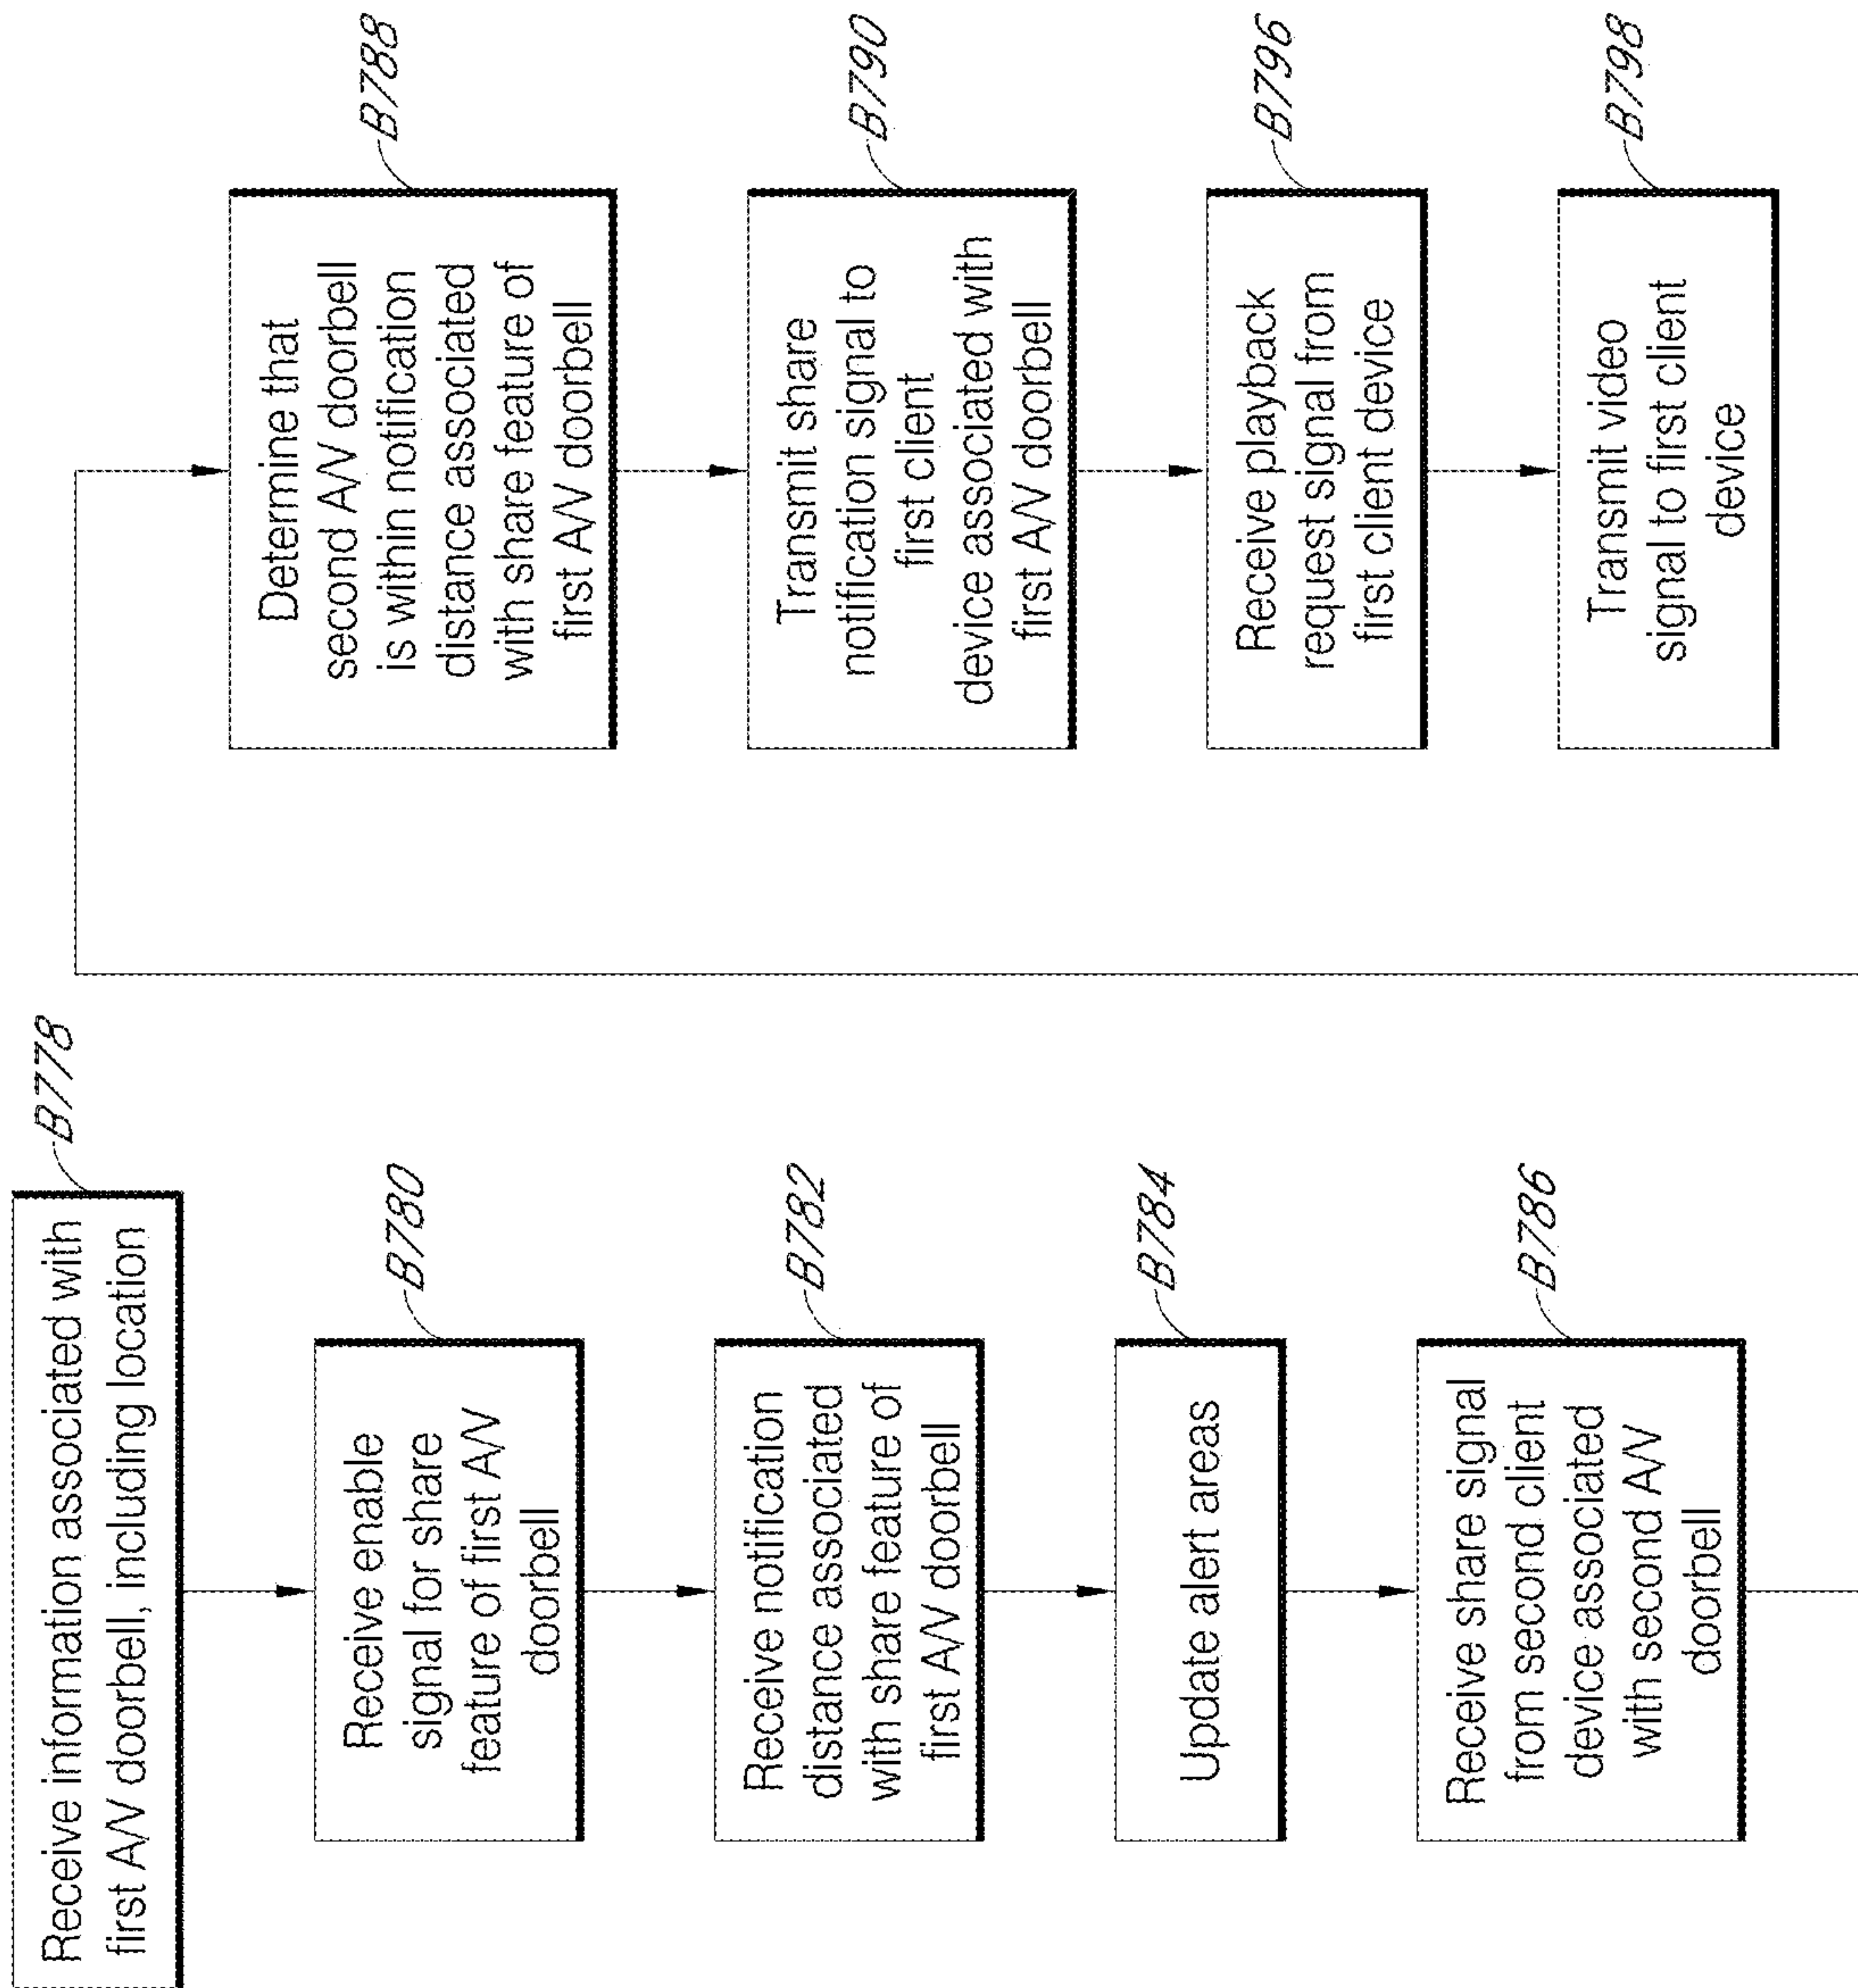 Receive information associated with
first A/V doorbell, including location
B778
Receive enable
signal for share
feature of first A/V
doorbell
B780
Receive notification
distance associated
with share feature of
first A/V doorbell
B782
Update alert areas
B784
Receive share signal
from second client
device associated
with second A/V
doorbell
B786
Determine that
second A/V doorbell
is within notification
distance associated
with share feature of
first A/V doorbell
B788
Transmit share
notification signal to
first client
device associated with
first A/V doorbell
B790
Receive playback
request signal from
first client device
B796
Transmit video
signal to first client
device
B798